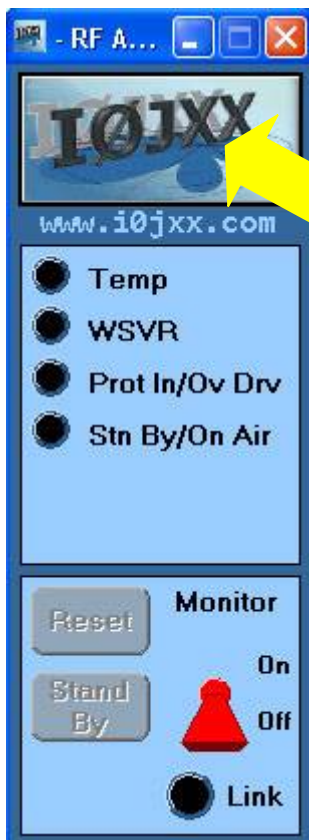 - RF A...
IØJXX
www.i0jxx.com
Temp
WSVR
Prot In/Ov Drv
Stn By/On Air
Reset
Monitor
On
Stand
By
Off
Link